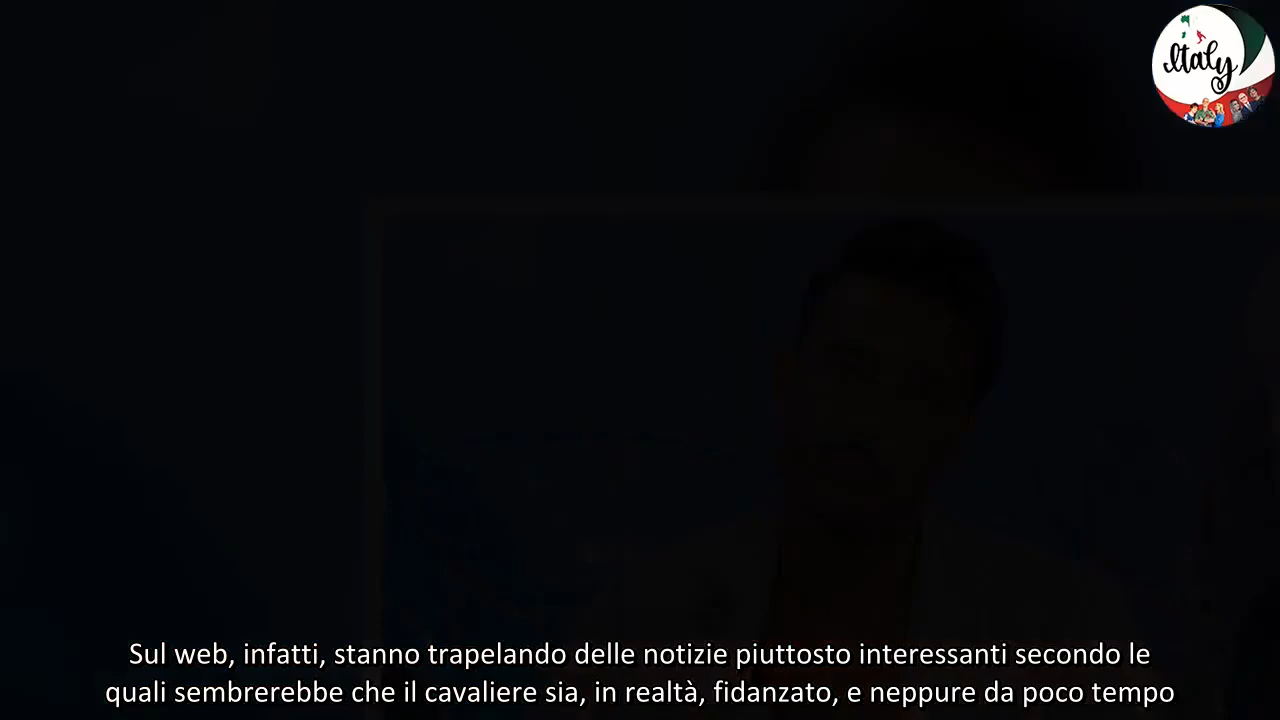 Italy
Sul web, infatti, stanno trapelando delle notizie piuttosto interessanti secondo le
quali sembrerebbe che il cavaliere sia, in realtà, fidanzato, e neppure da poco tempo